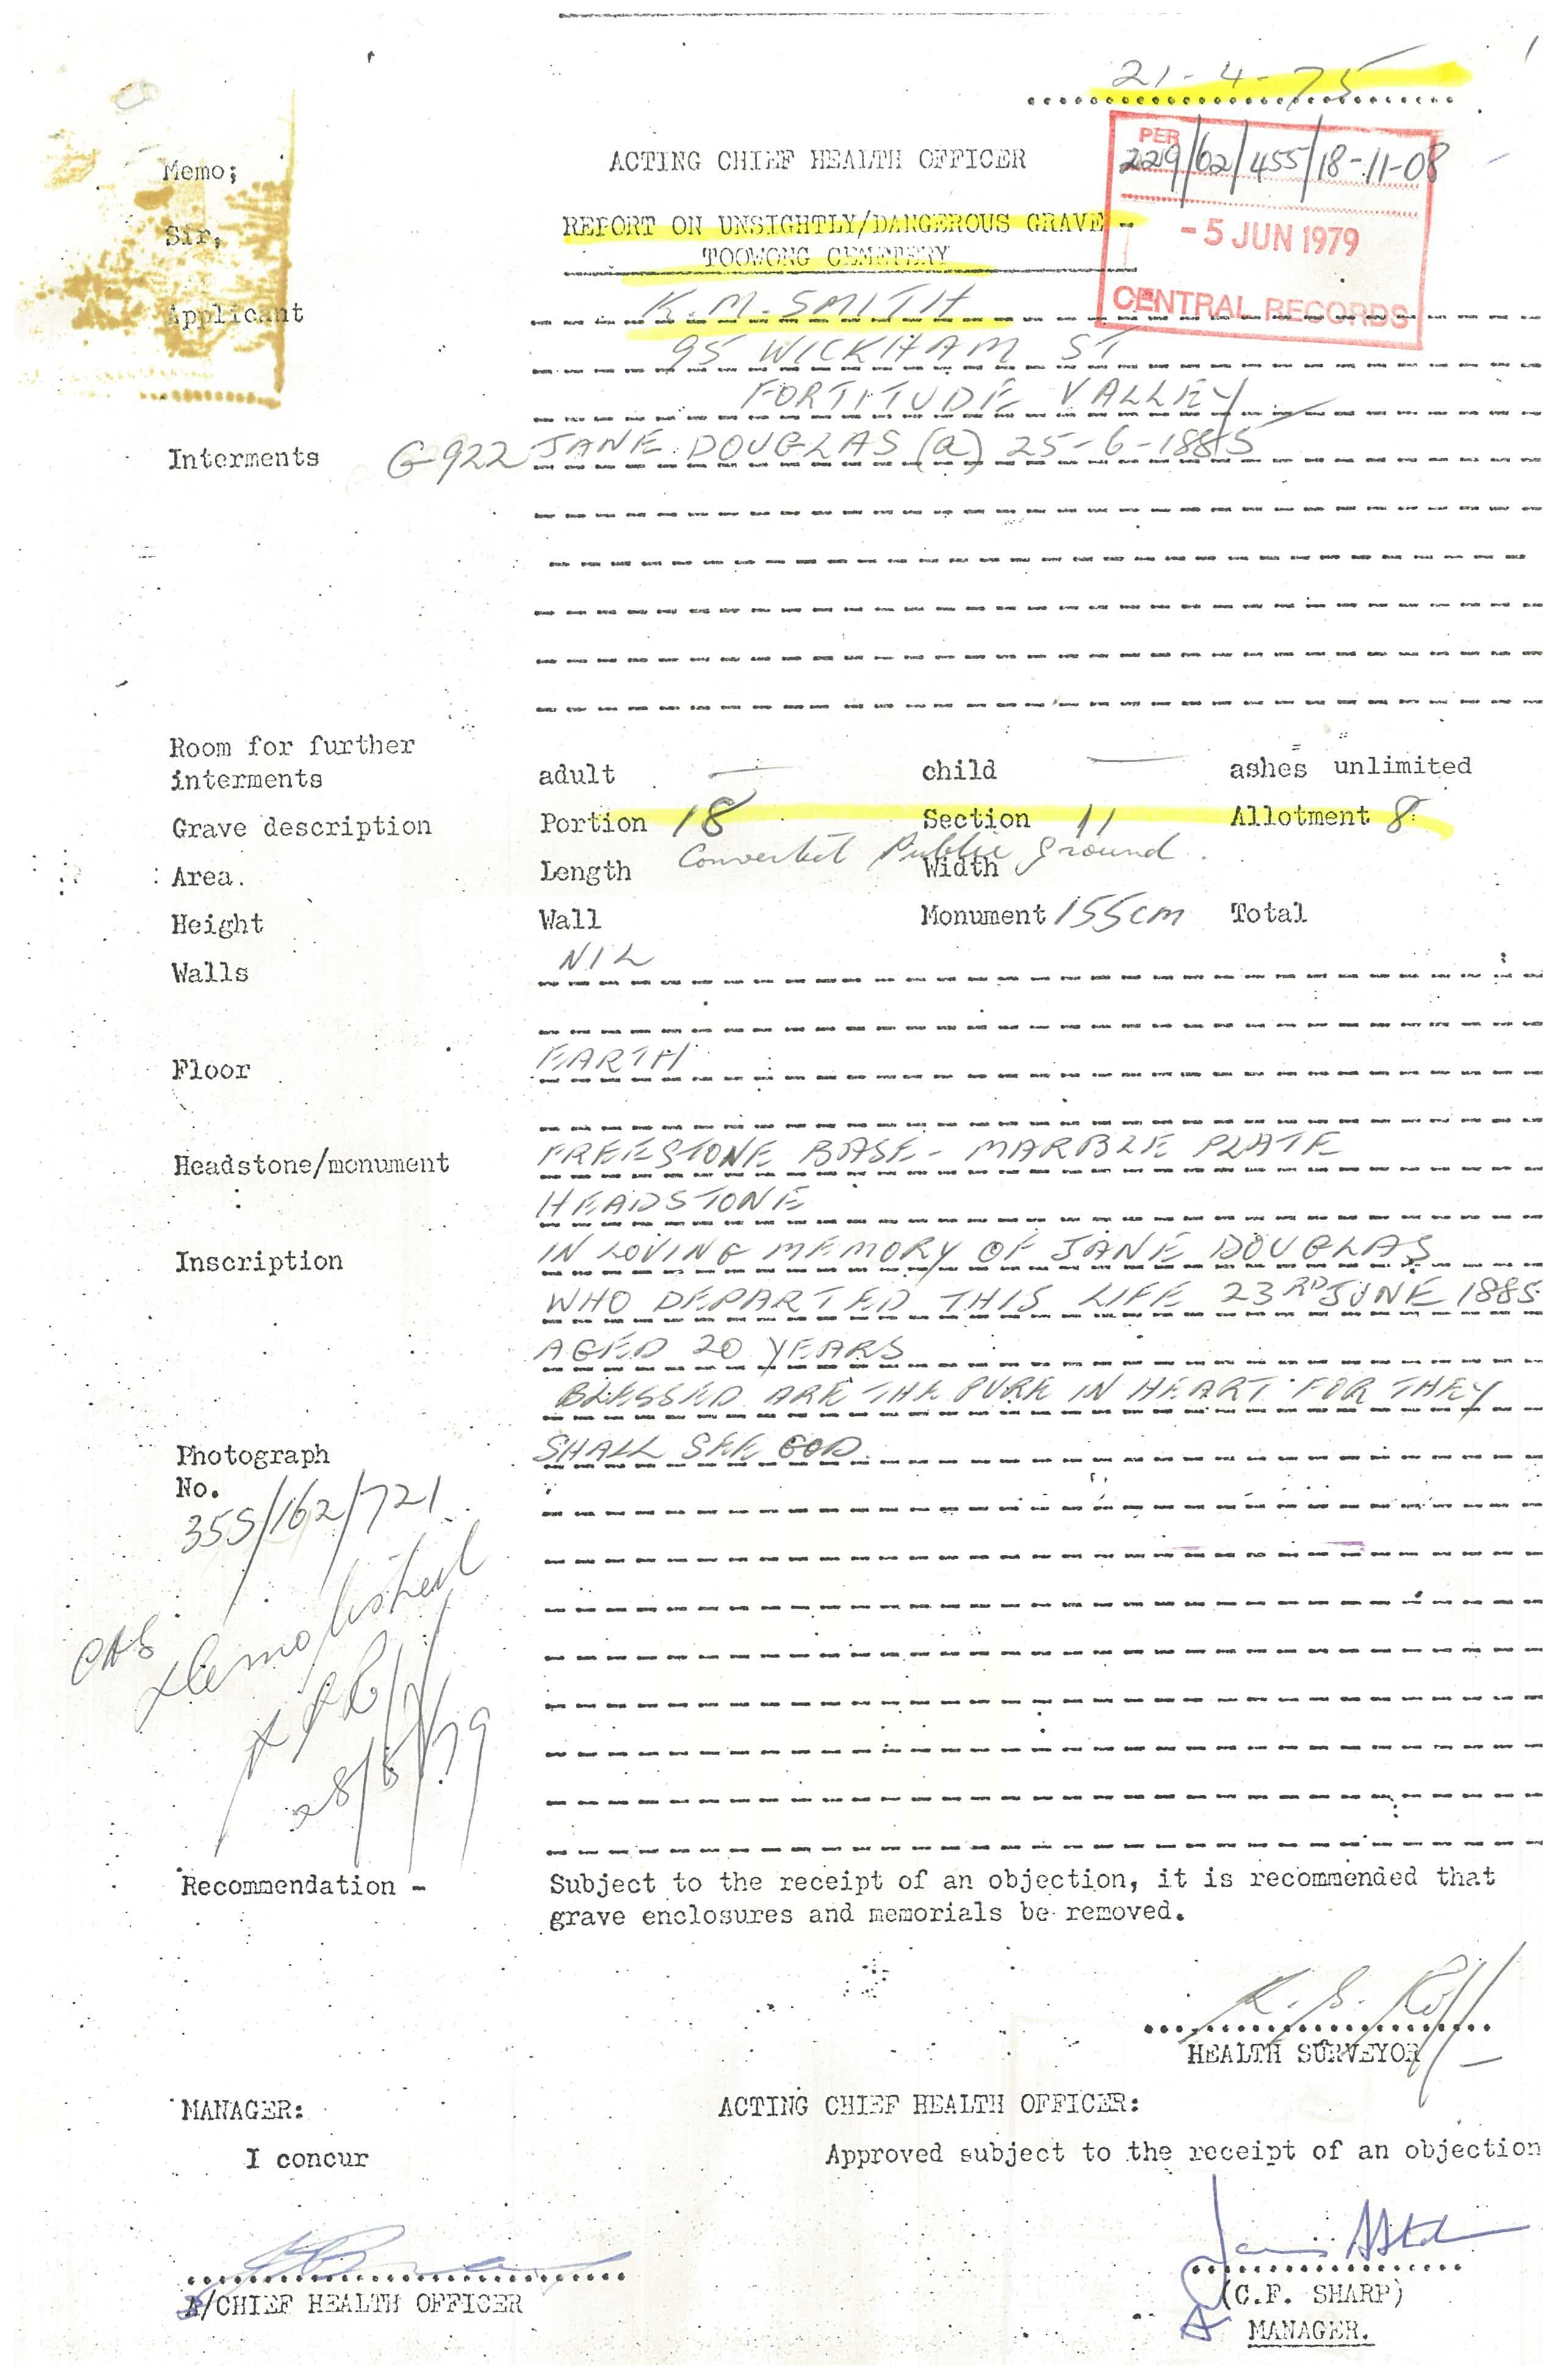 21-4-75
PER
229/02/455/18-11-08
- 5 JUN 1979
CENTRAL RECORDS
Memo;
ACTING CHIEF HEALTH OFFICER
Sir,
REPORT ON UNSIGHTLY/DANGEROUS GRAVE -
TOOWONG CEMETERY
Applicant K.M. SMITH
95 WICKHAM ST
FORTITUDE VALLEY
Interments G-922 JANE DOUGLAS (a) 25-6-1885
Room for further
interments adult — child — ashes unlimited
Grave description Portion 18 Section 11 Allotment 8
Public Ground.
Area. Length Width
Height Wall Monument 155cm Total
Walls NIL
Floor EARTH
Headstone/monument FREESTONE BASE - MARBLE PLATE
HEADSTONE
Inscription IN LOVING MEMORY OF JANE DOUGLAS
WHO DEPARTED THIS LIFE 23RD JUNE 1885
AGED 20 YEARS
BLESSED ARE THE PURE IN HEART FOR THEY
SHALL SEE GOD.
Photograph
No.
355/162/721
demolished
28/8/79
Recommendation - Subject to the receipt of an objection, it is recommended that
grave enclosures and memorials be removed.
HEALTH SURVEYOR
MANAGER: ACTING CHIEF HEALTH OFFICER:
I concur Approved subject to the receipt of an objection
A/CHIEF HEALTH OFFICER
(C.F. SHARP)
MANAGER.